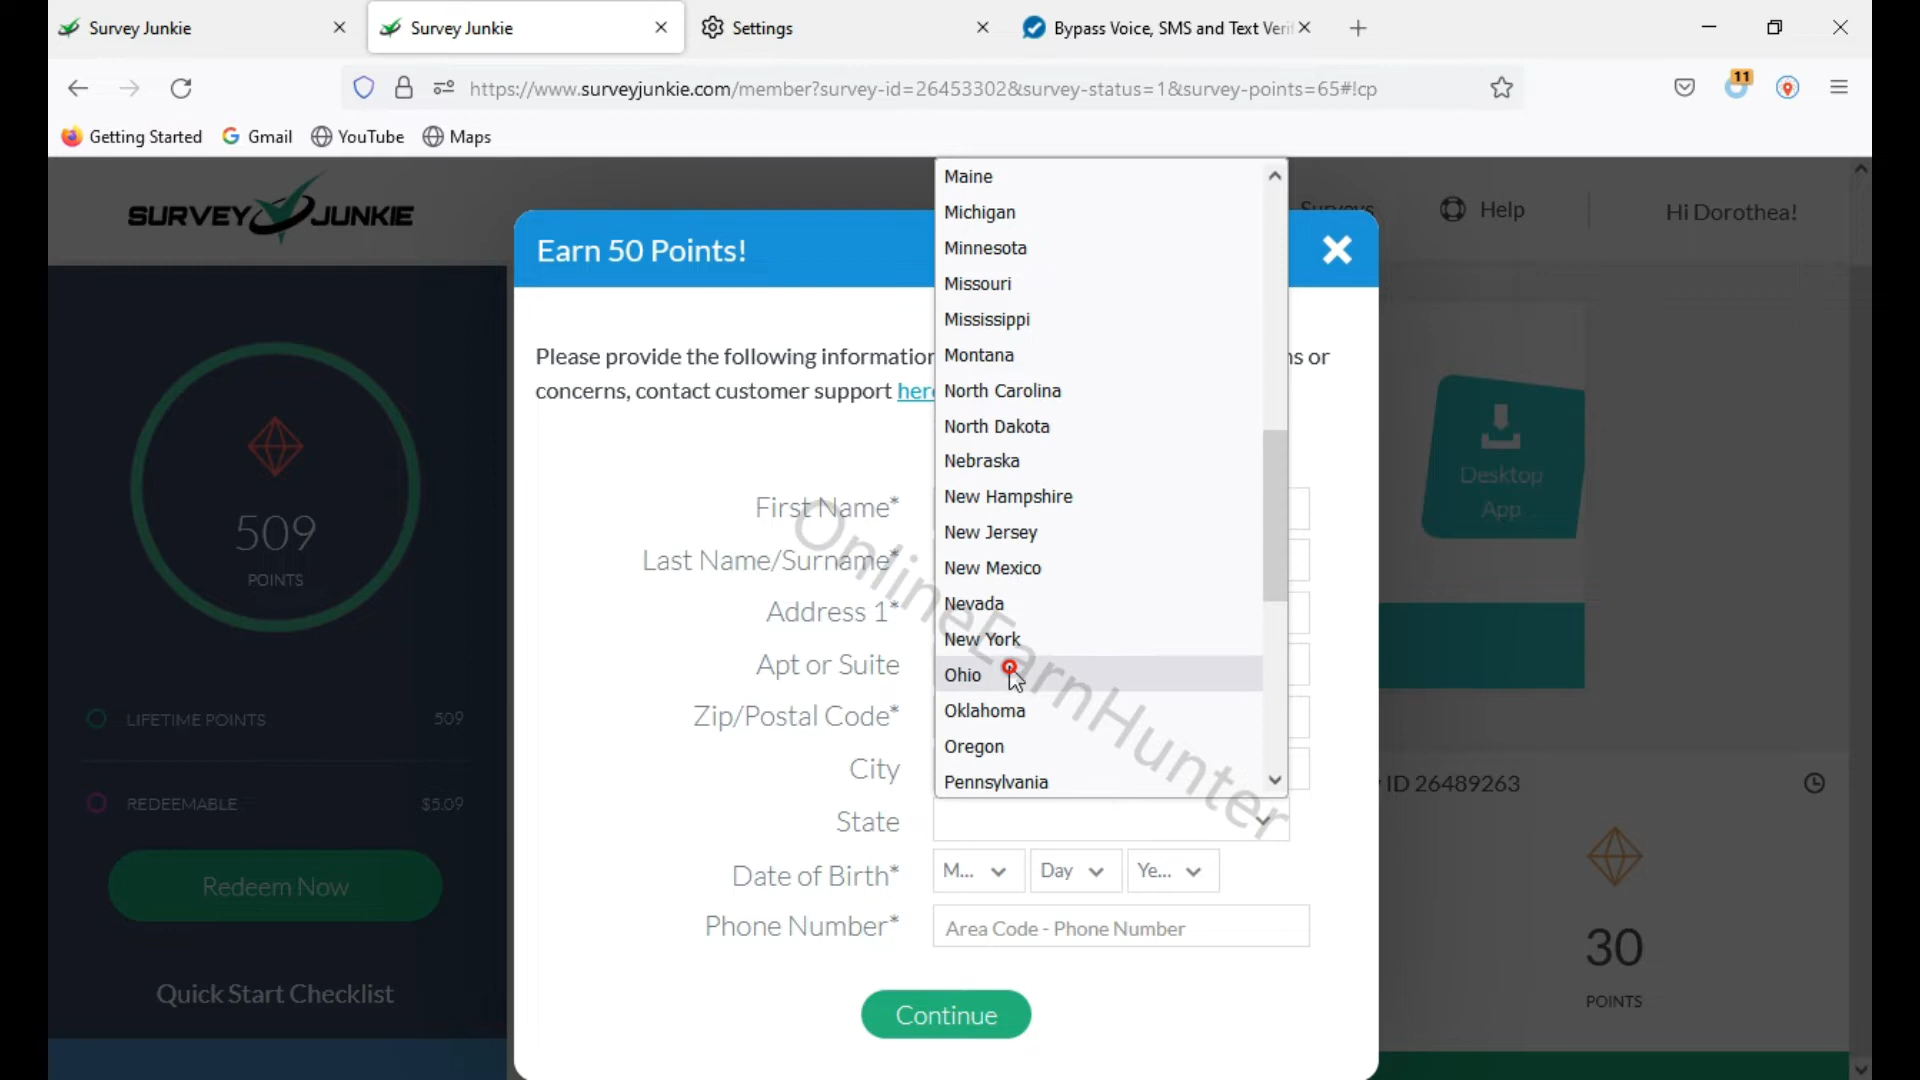 Survey Junkie
Survey Junkie
Settings
Bypass Voice, SMS and Text Veri
https://www.surveyjunkie.com/member?survey-id=26453302&survey-status=1&survey-points=65#!cp
11
Getting Started
Gmail
YouTube
Maps
SURVEY JUNKIE
Surveys
Help
Hi Dorothea!
Earn 50 Points!
Please provide the following information
ns or
concerns, contact customer support here
Maine
Michigan
Minnesota
Missouri
Mississippi
Montana
North Carolina
North Dakota
Nebraska
New Hampshire
New Jersey
New Mexico
Nevada
New York
Ohio
Oklahoma
Oregon
Pennsylvania
509
POINTS
LIFETIME POINTS 509
REDEEMABLE $5.09
Redeem Now
Quick Start Checklist
First Name*
Last Name/Surname*
Address 1*
Apt or Suite
Zip/Postal Code*
City
State
Date of Birth*
M...
Day
Ye...
Phone Number*
Area Code - Phone Number
Continue
Desktop
App
ID 26489263
30
POINTS
OnlineEarnHunter